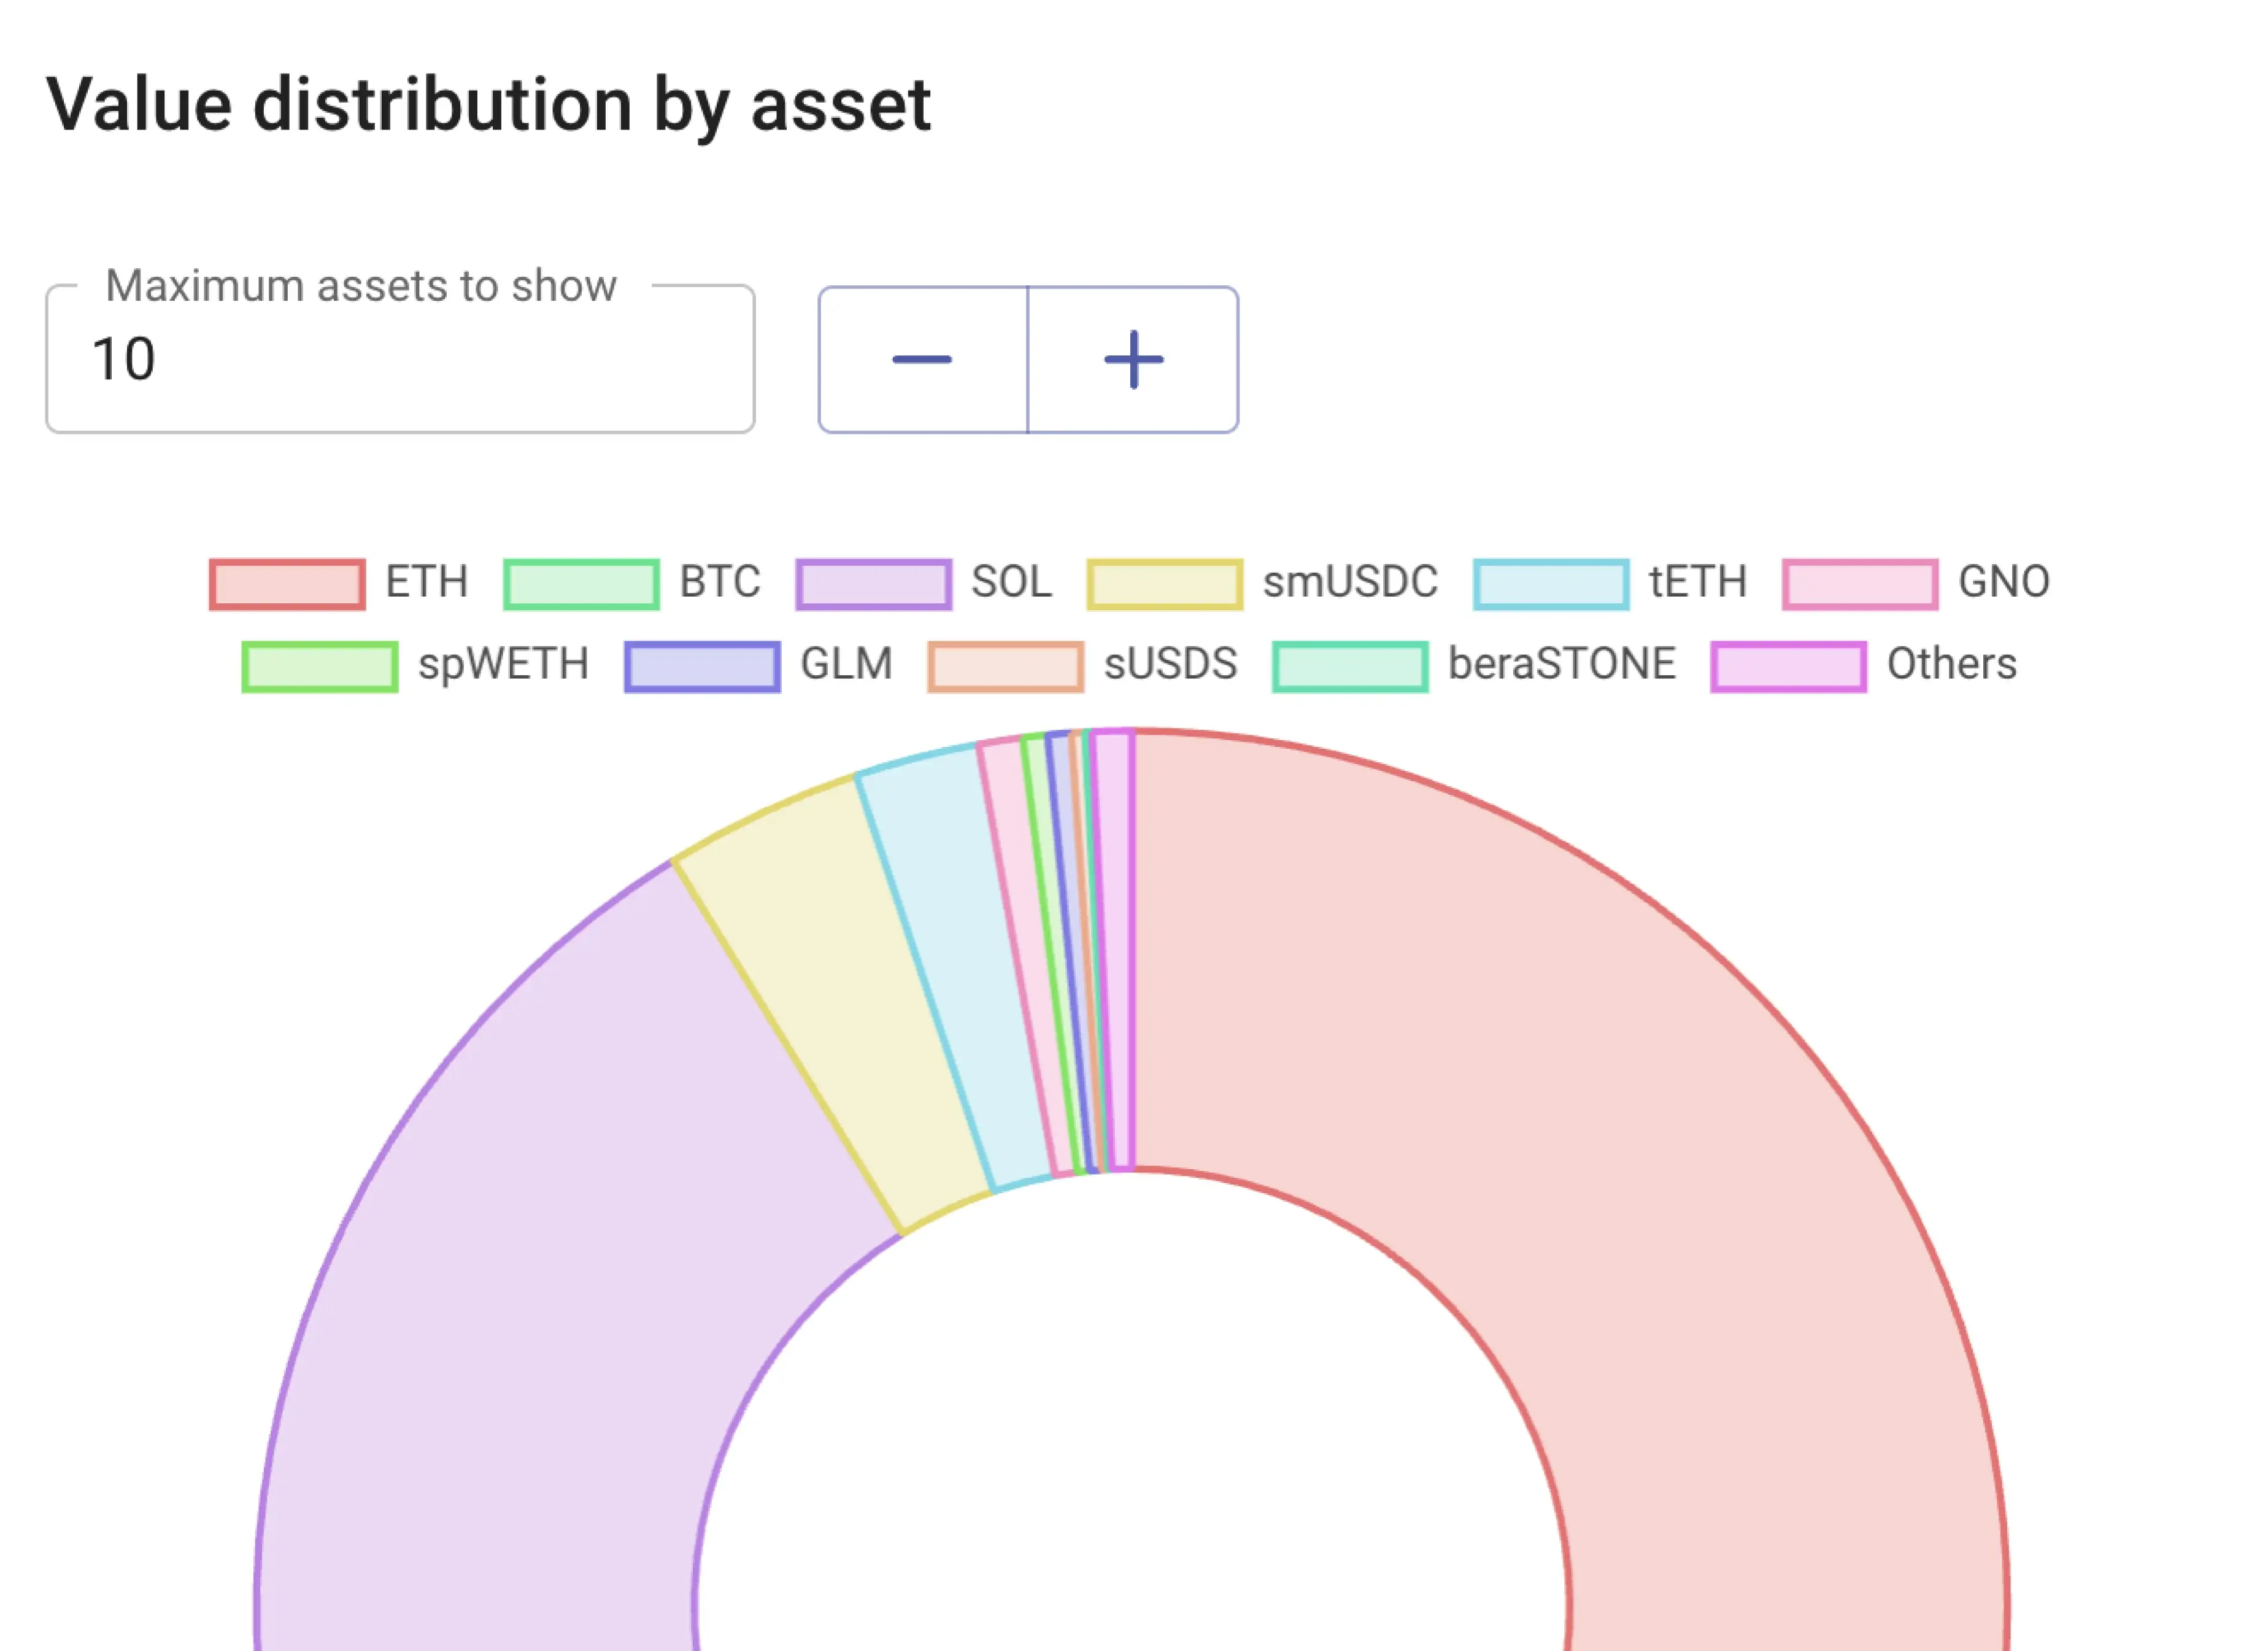 Value distribution by asset
Maximum assets to show
10
ETH BTC SOL smUSDC tETH GNO
spWETH GLM sUSDS beraSTONE Others